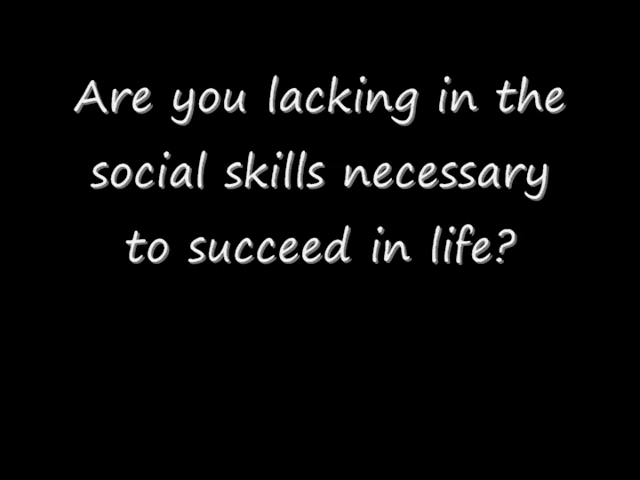 Are you lacking in the
social skills necessary
to succeed in life?